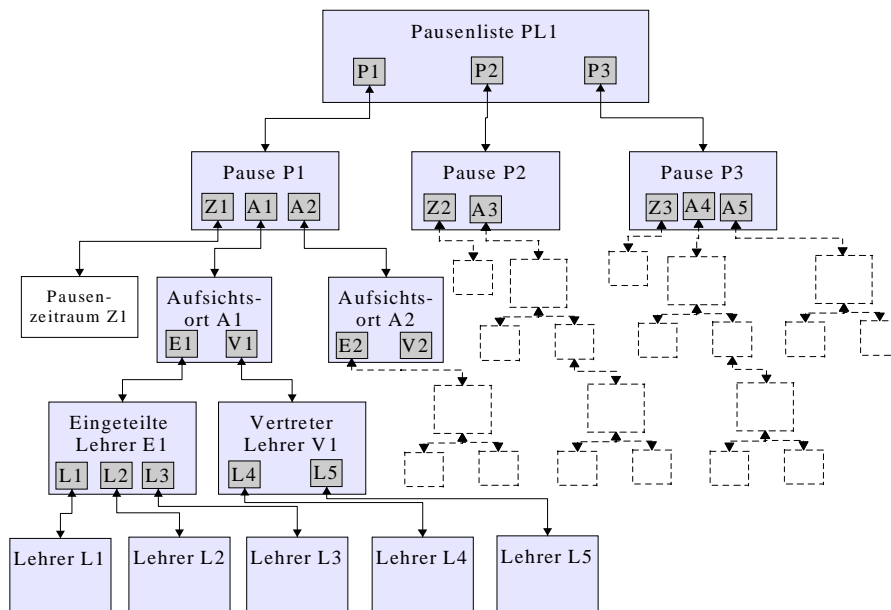 Pausenliste PL1
P1 P2 P3
Pause P1
Z1 A1 A2
Pause P2
Z2 A3
Pause P3
Z3 A4 A5
Pausen-
zeitraum Z1
Aufsichts-
ort A1
E1 V1
Aufsichts-
ort A2
E2 V2
Eingeteilte
Lehrer E1
L1 L2 L3
Vertreter
Lehrer V1
L4 L5
Lehrer L1
Lehrer L2
Lehrer L3
Lehrer L4
Lehrer L5